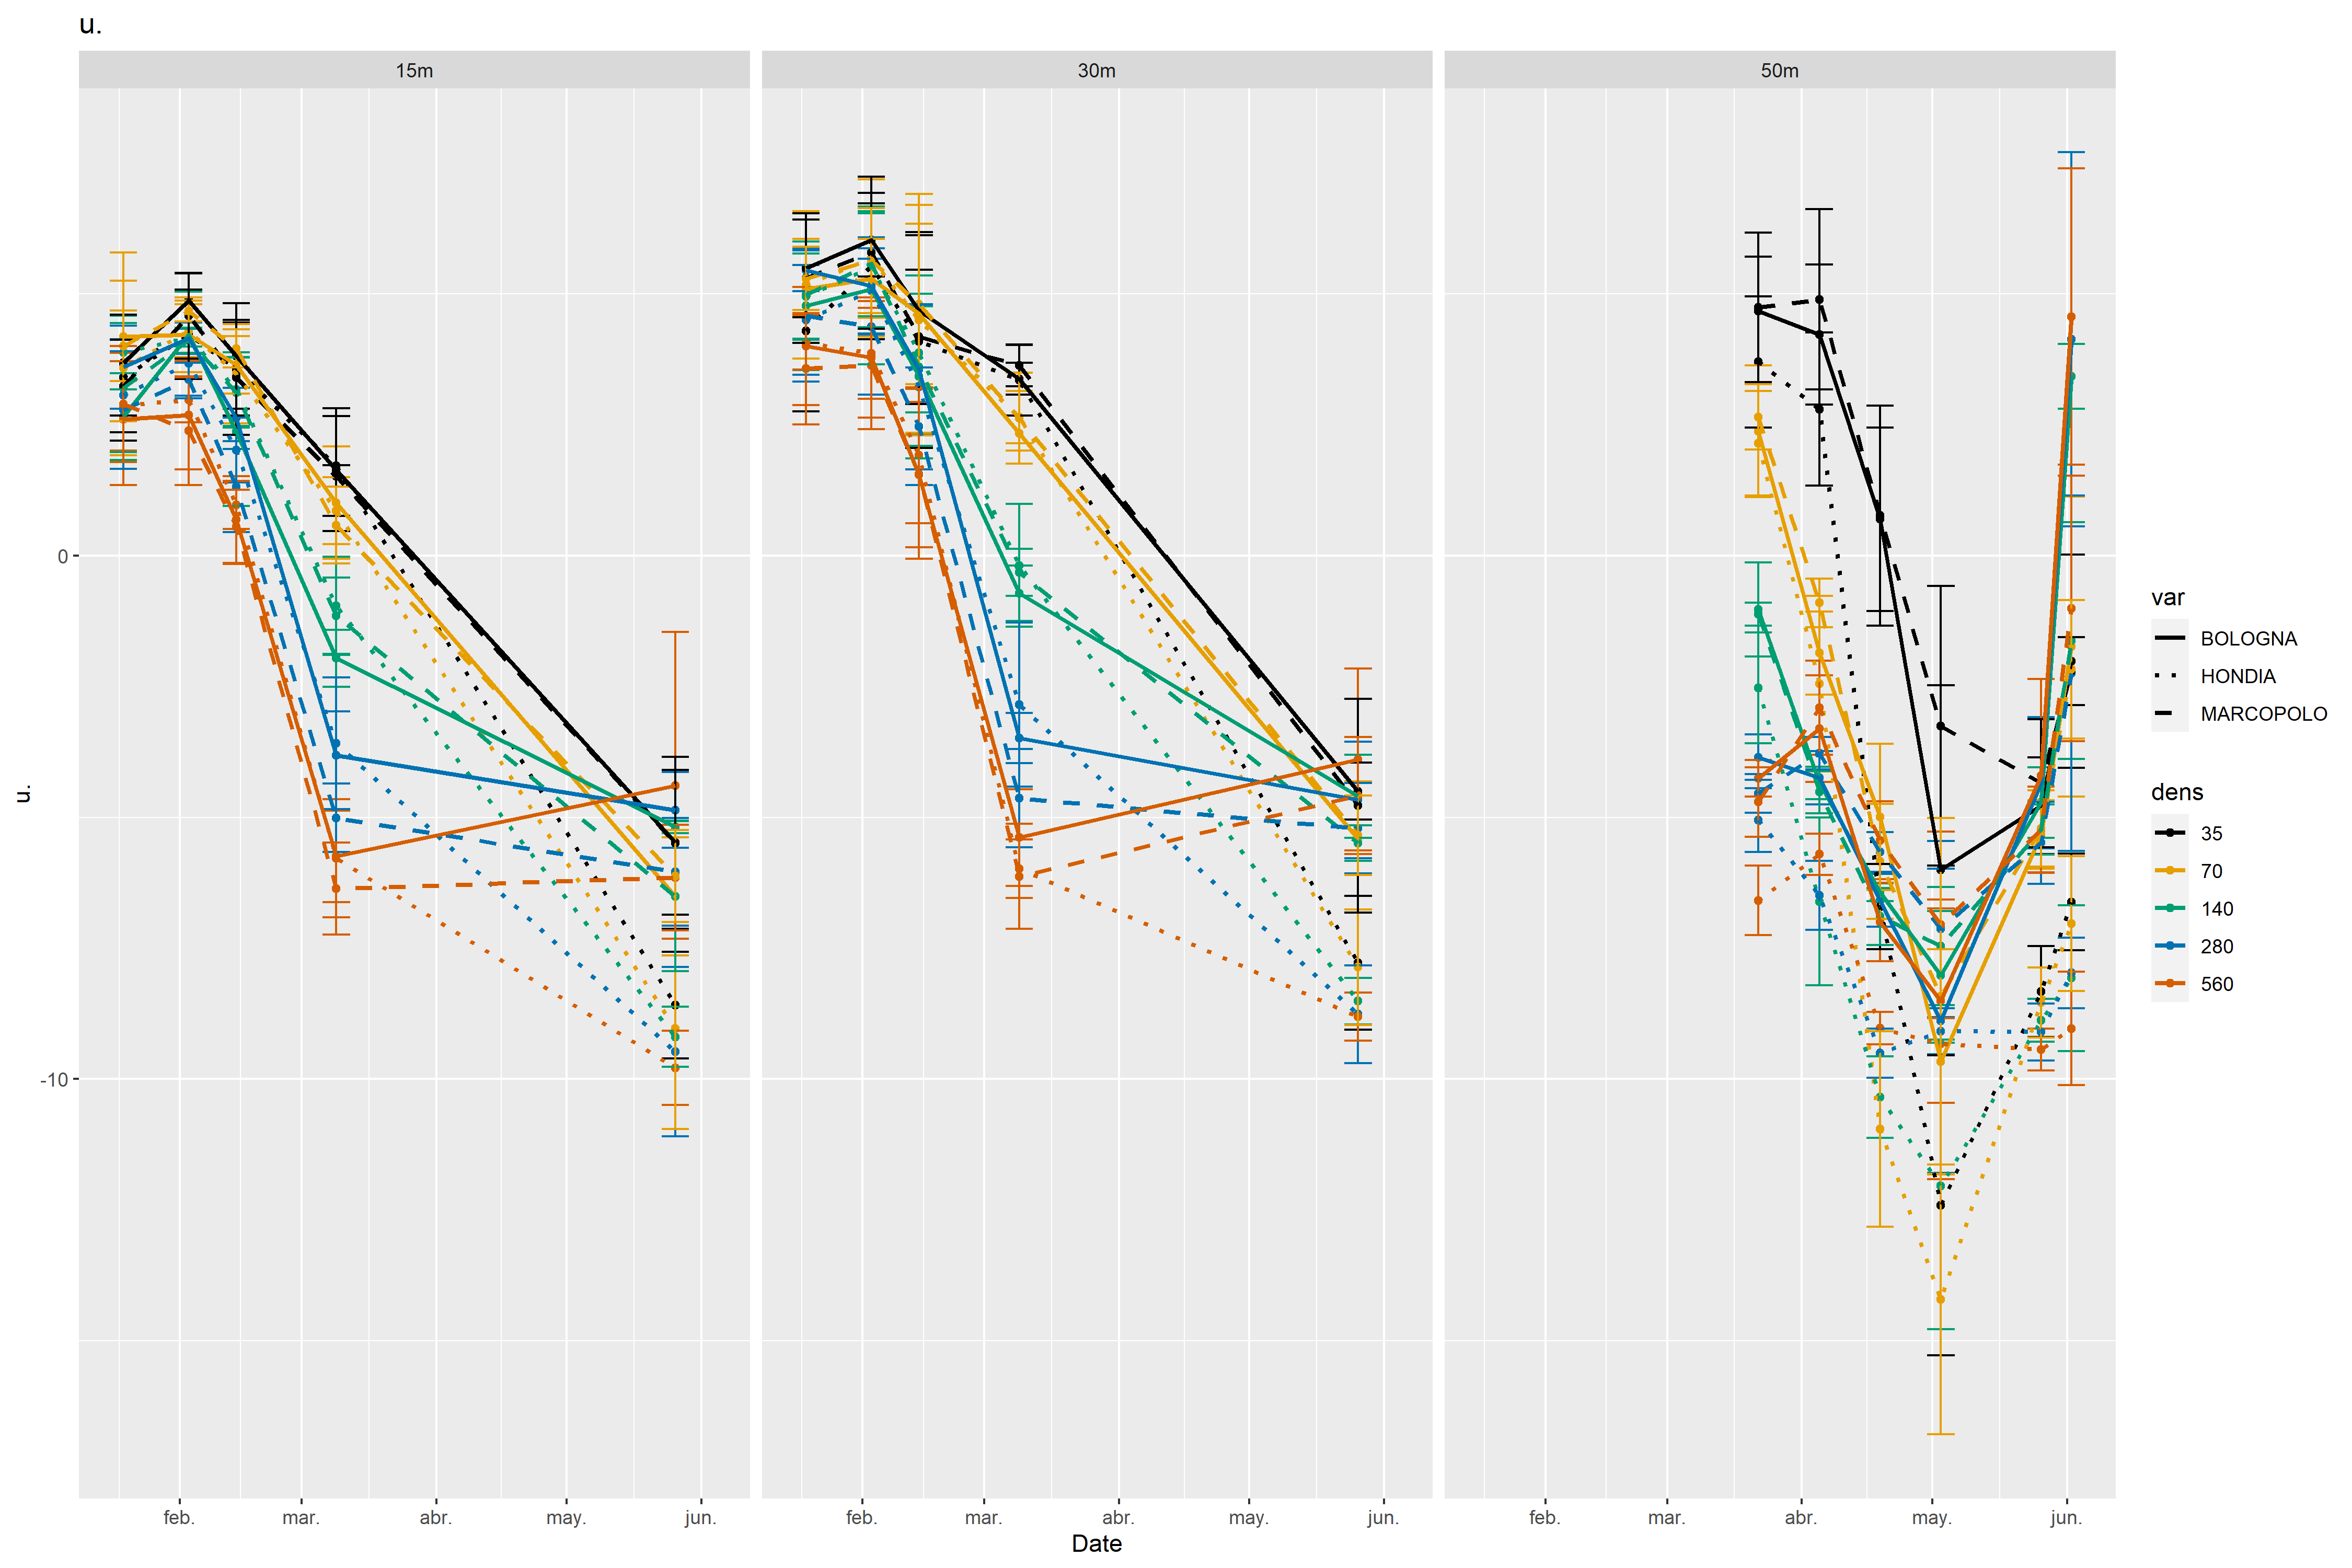 u.
15m 30m 50m
0
-10
u.
feb. mar. abr. may. jun. feb. mar. abr. may. jun. feb. mar. abr. may. jun.
Date
var
BOLOGNA
HONDIA
MARCOPOLO
dens
35
70
140
280
560